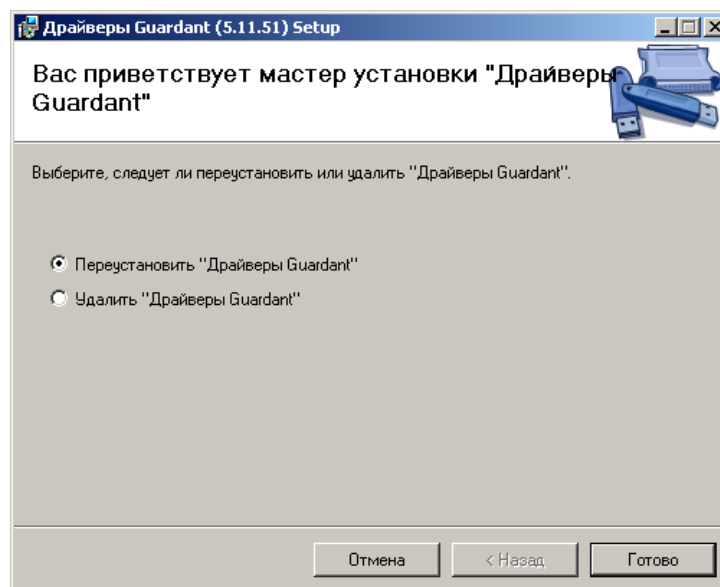 Драйверы Guardant (5.11.51) Setup
Вас приветствует мастер установки "Драйверы
Guardant"
Выберите, следует ли переустановить или удалить "Драйверы Guardant".
Переустановить "Драйверы Guardant"
Удалить "Драйверы Guardant"
Отмена
< Назад
Готово